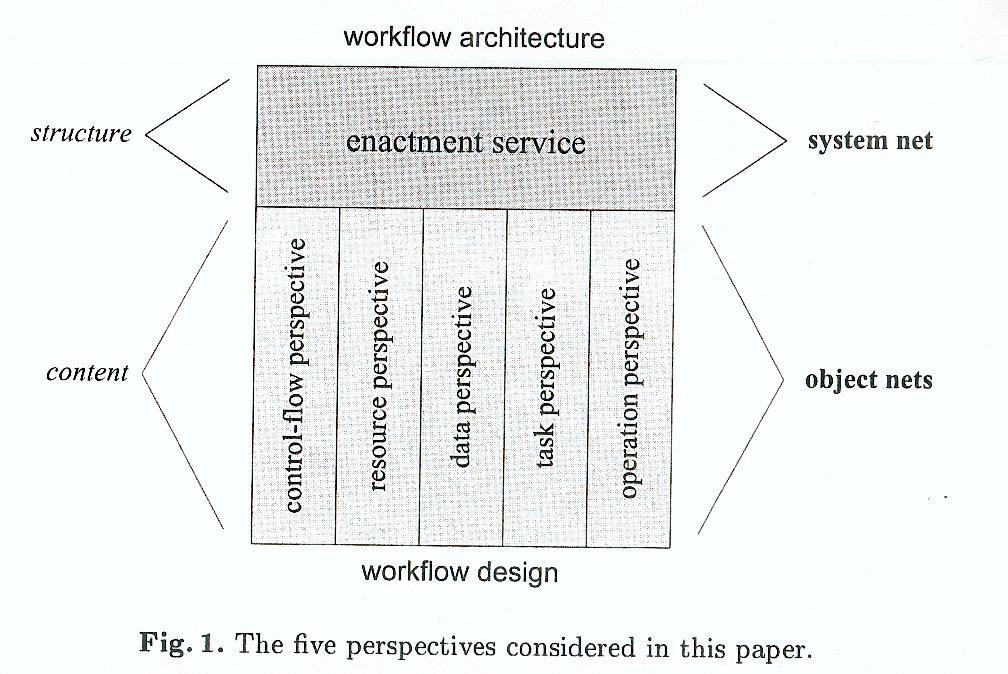 workflow architecture
structure
enactment service
system net
content
control-flow perspective
resource perspective
data perspective
task perspective
operation perspective
object nets
workflow design
Fig. 1. The five perspectives considered in this paper.